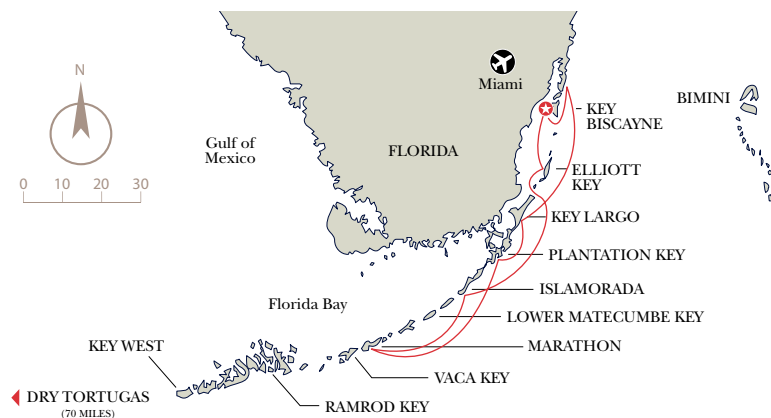 N
0
10
20
30
Gulf of
Mexico
FLORIDA
Miami
BIMINI
KEY
BISCAYNE
ELLIOTT
KEY
KEY LARGO
PLANTATION KEY
ISLAMORADA
Florida Bay
LOWER MATECUMBE KEY
MARATHON
KEY WEST
VACA KEY
DRY TORTUGAS
(70 MILES)
RAMROD KEY